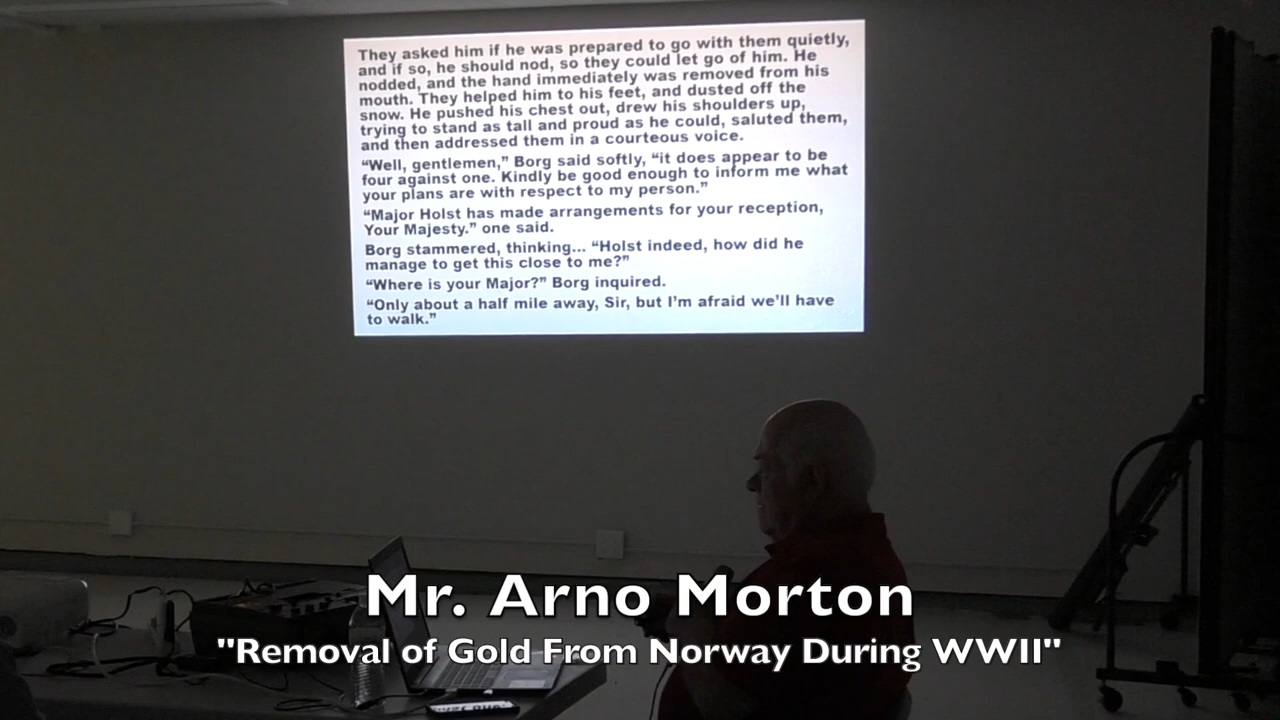 They asked him if he was prepared to go with them quietly,
and if so, he should nod, so they could let go of him. He
nodded, and the hand immediately was removed from his
mouth. They helped him to his feet, and dusted off the
snow. He pushed his chest out, drew his shoulders up,
trying to stand as tall and proud as he could, saluted them,
and then addressed them in a courteous voice.
“Well, gentlemen,” Borg said softly, “it does appear to be
four against one. Kindly be good enough to inform me what
your plans are with respect to my person.”
“Major Holst has made arrangements for your reception,
Your Majesty.” one said.
Borg stammered, thinking... “Holst indeed, how did he
manage to get this close to me?”
“Where is your Major?” Borg inquired.
“Only about a half mile away, Sir, but I’m afraid we’ll have
to walk.”
Mr. Arno Morton
"Removal of Gold From Norway During WWII"